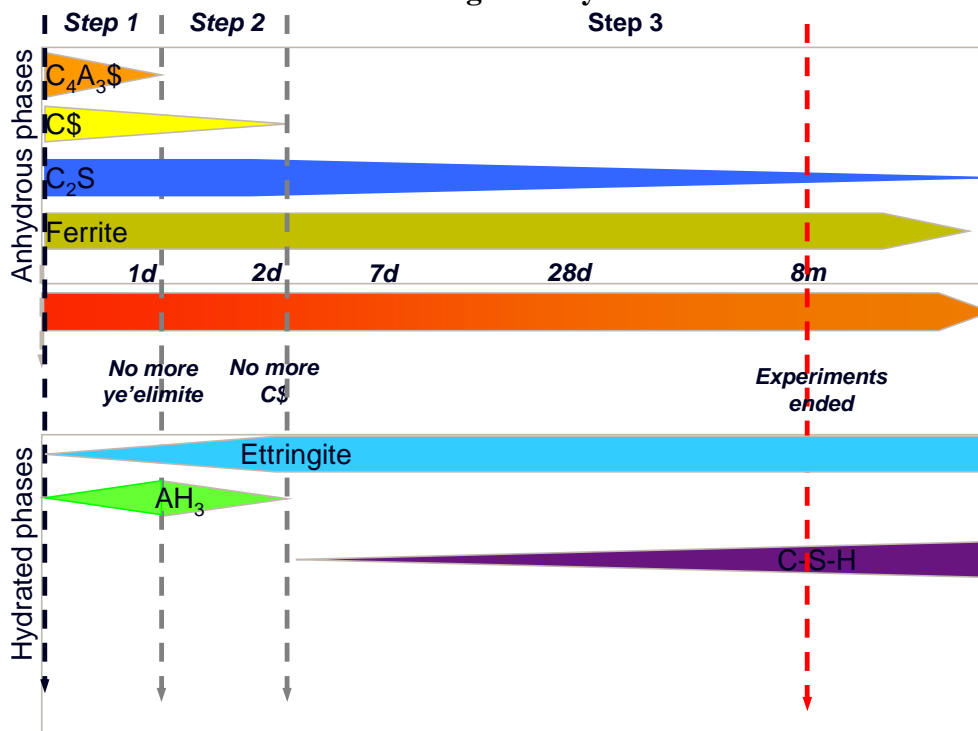 Step 1 Step 2 Step 3
Anhydrous phases
C₄A₃$
C$
C₂S
Ferrite
1d 2d 7d 28d 8m
No more
ye'elimite
No more
C$
Experiments
ended
Hydrated phases
Ettringite
AH₃
C-S-H